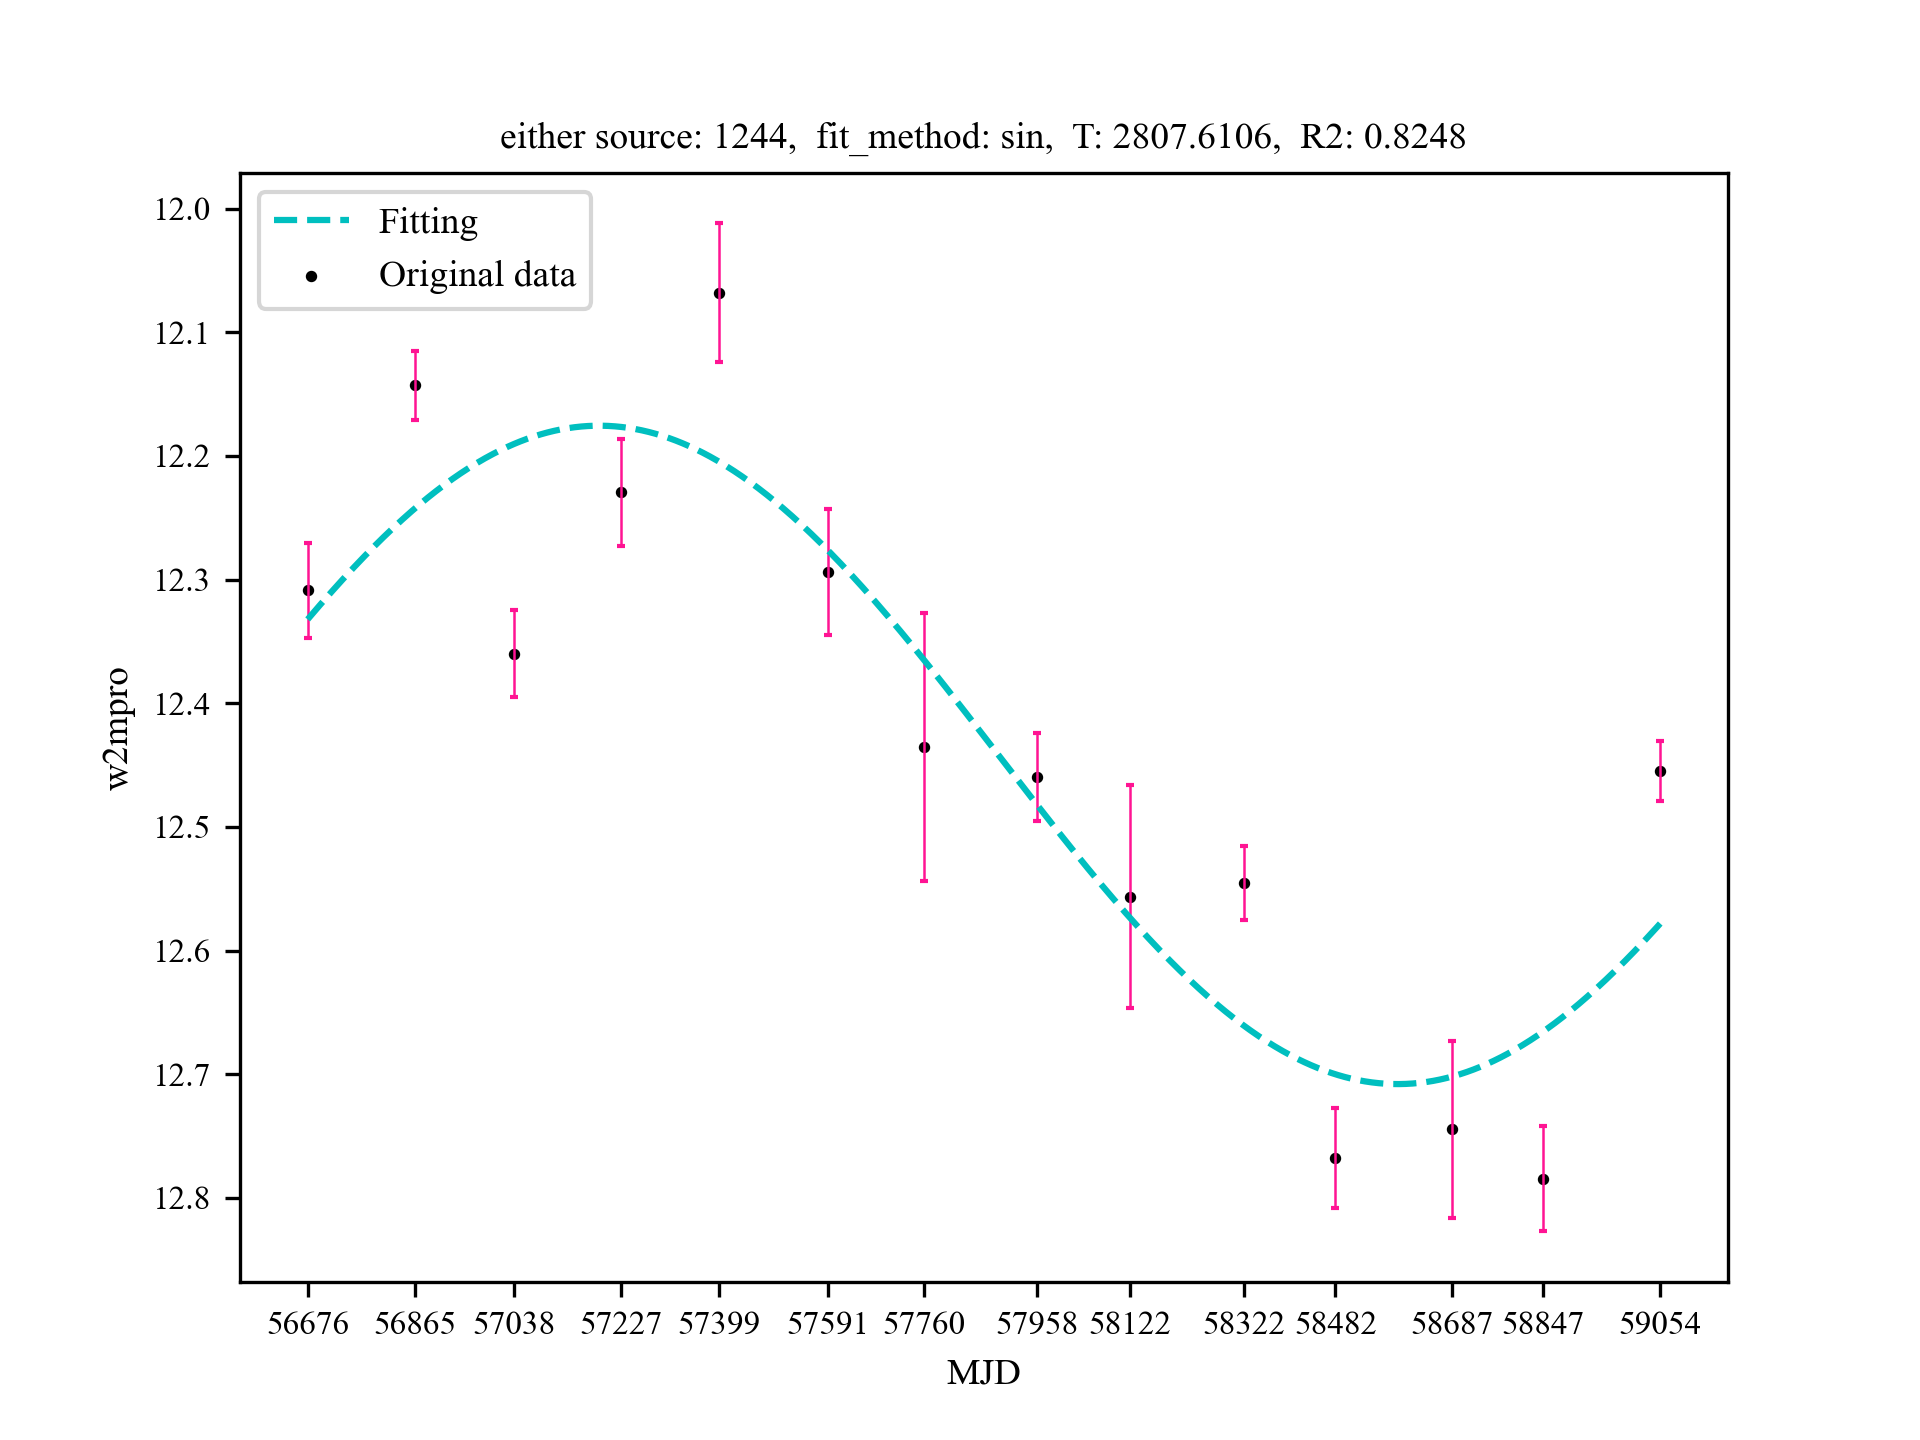 either source: 1244, fit_method: sin, T: 2807.6106, R2: 0.8248
Fitting
Original data
12.0
12.1
12.2
12.3
12.4
12.5
12.6
12.7
12.8
w2mpro
56676 56865 57038 57227 57399 57591 57760 57958 58122 58322 58482 58687 58847 59054
MJD